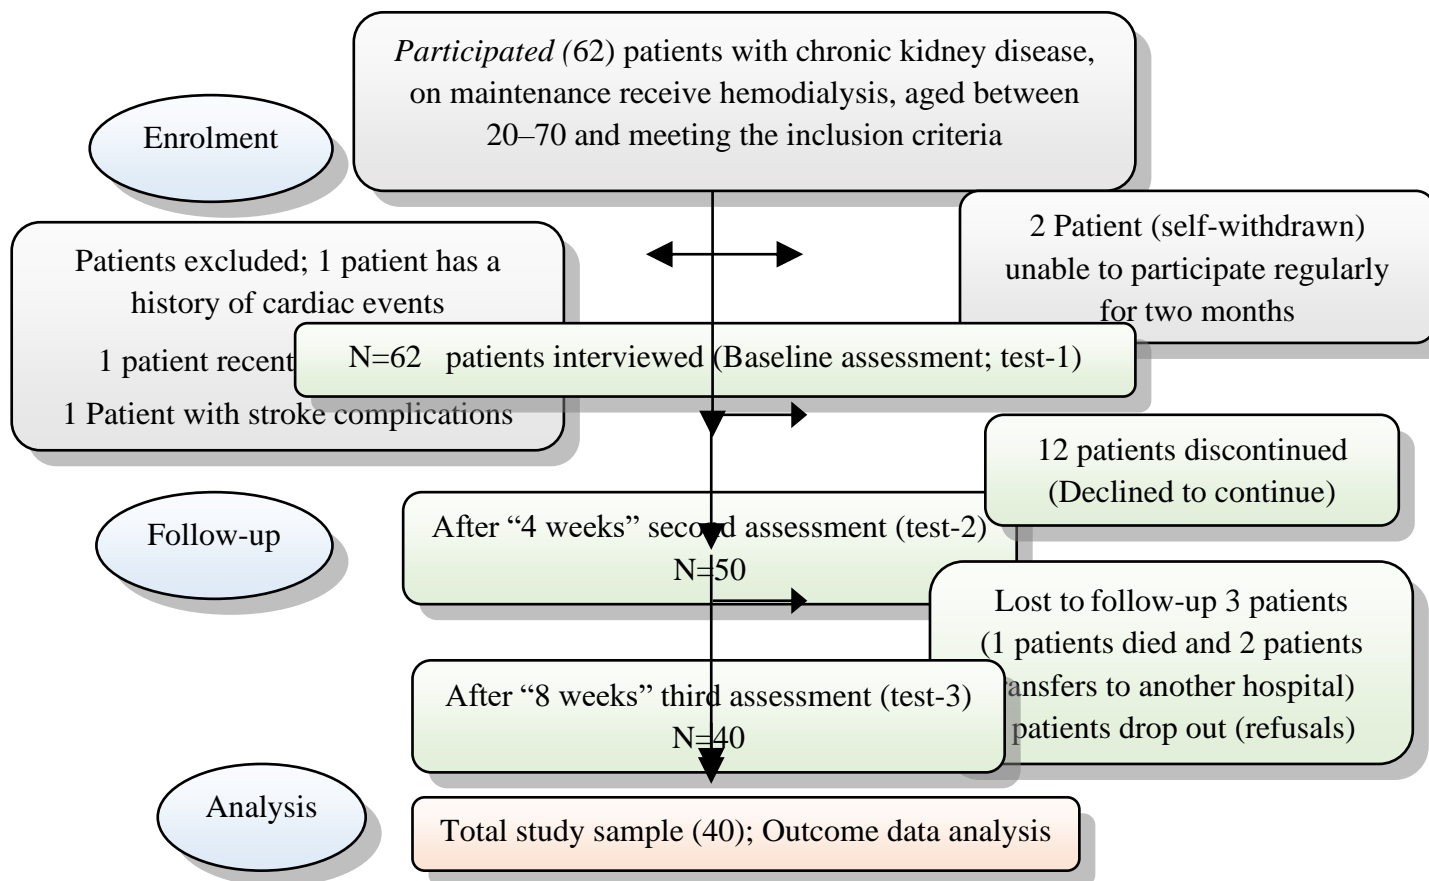 Participated (62) patients with chronic kidney disease,
on maintenance receive hemodialysis, aged between
20–70 and meeting the inclusion criteria
Enrolment
2 Patient (self-withdrawn)
unable to participate regularly
for two months
Patients excluded; 1 patient has a
history of cardiac events
1 patient recent
1 Patient with stroke complications
N=62 patients interviewed (Baseline assessment; test-1)
12 patients discontinued
(Declined to continue)
Follow-up
After “4 weeks” second assessment (test-2)
N=50
Lost to follow-up 3 patients
(1 patients died and 2 patients
to another hospital)
patients drop out (refusals)
After “8 weeks” third assessment (test-3)
N=40
Analysis
Total study sample (40); Outcome data analysis